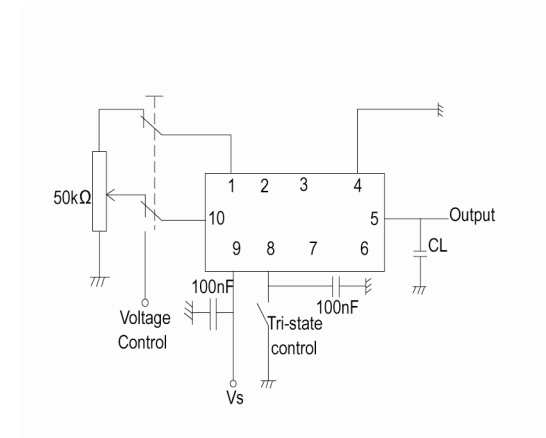 1 2 3 4
50kΩ
10
5
Output
9 8 7 6
CL
100nF
100nF
Voltage
Control
Tri-state
control
Vs